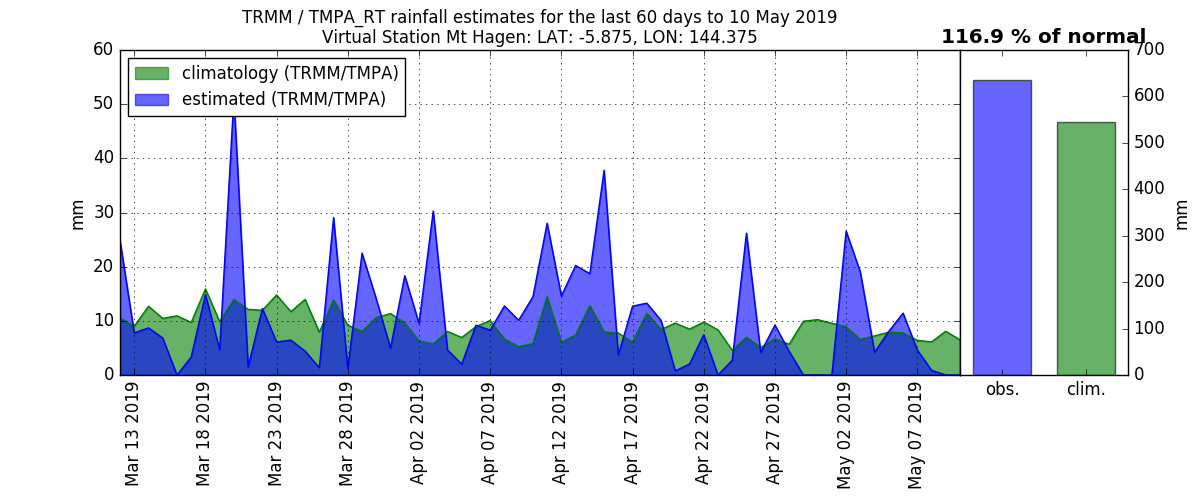 TRMM / TMPA_RT rainfall estimates for the last 60 days to 10 May 2019
Virtual Station Mt Hagen: LAT: -5.875, LON: 144.375
116.9 % of normal
climatology (TRMM/TMPA)
estimated (TRMM/TMPA)
60
50
40
30
20
10
0
mm
700
600
500
400
300
200
100
0
mm
Mar 13 2019
Mar 18 2019
Mar 23 2019
Mar 28 2019
Apr 02 2019
Apr 07 2019
Apr 12 2019
Apr 17 2019
Apr 22 2019
Apr 27 2019
May 02 2019
May 07 2019
obs.
clim.